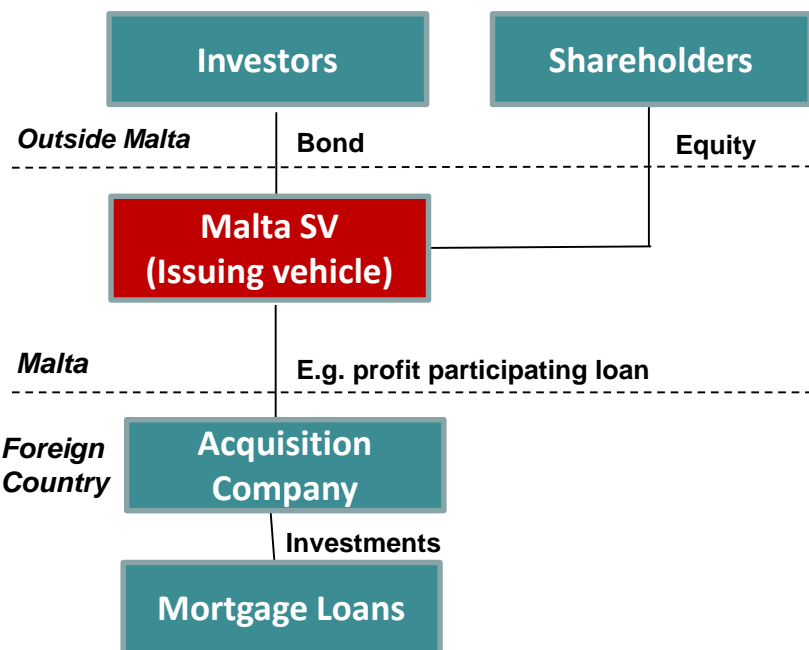 Investors
Shareholders
Outside Malta
Bond
Equity
Malta SV
(Issuing vehicle)
Malta
E.g. profit participating loan
Foreign
Country
Acquisition
Company
Investments
Mortgage Loans